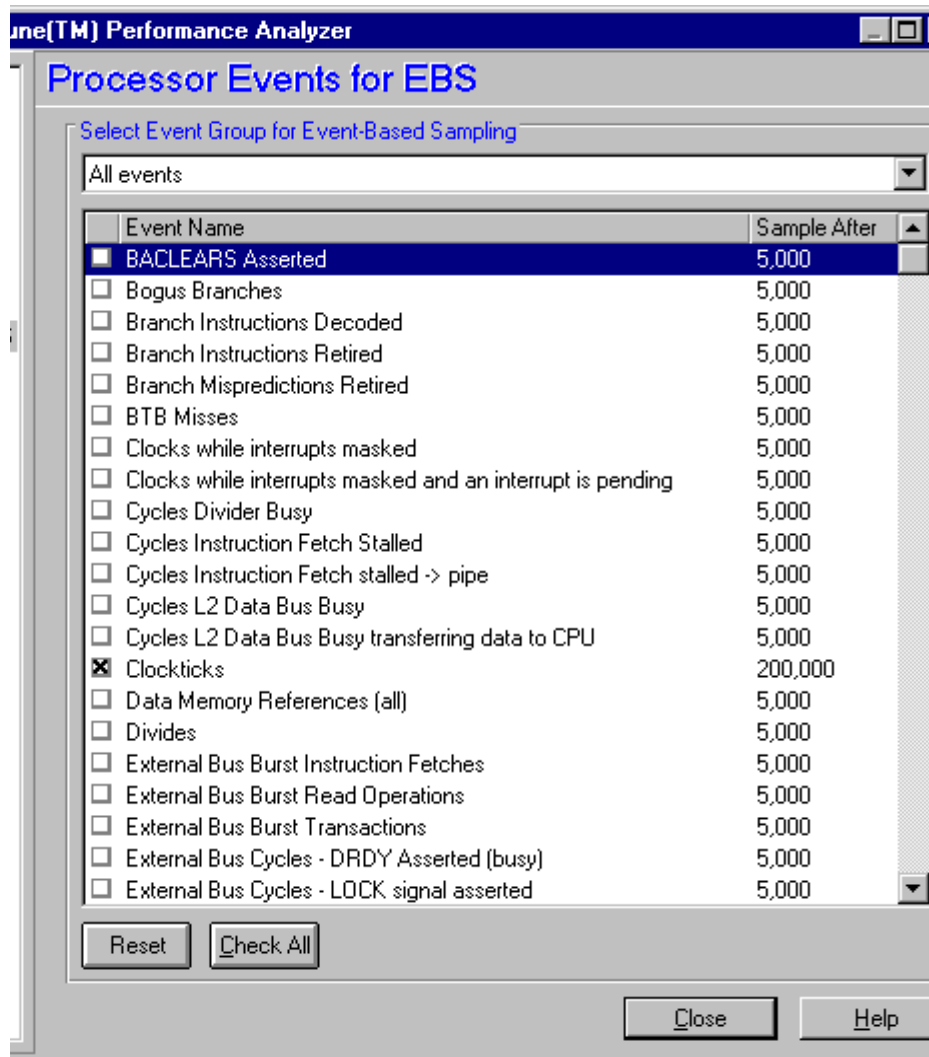 une(TM) Performance Analyzer
Processor Events for EBS
Select Event Group for Event-Based Sampling
All events
Event Name Sample After
BACLEARS Asserted 5,000
Bogus Branches 5,000
Branch Instructions Decoded 5,000
Branch Instructions Retired 5,000
Branch Mispredictions Retired 5,000
BTB Misses 5,000
Clocks while interrupts masked 5,000
Clocks while interrupts masked and an interrupt is pending 5,000
Cycles Divider Busy 5,000
Cycles Instruction Fetch Stalled 5,000
Cycles Instruction Fetch stalled -> pipe 5,000
Cycles L2 Data Bus Busy 5,000
Cycles L2 Data Bus Busy transferring data to CPU 5,000
Clockticks 200,000
Data Memory References (all) 5,000
Divides 5,000
External Bus Burst Instruction Fetches 5,000
External Bus Burst Read Operations 5,000
External Bus Burst Transactions 5,000
External Bus Cycles - DRDY Asserted (busy) 5,000
External Bus Cycles - LOCK signal asserted 5,000
Reset Check All
Close Help